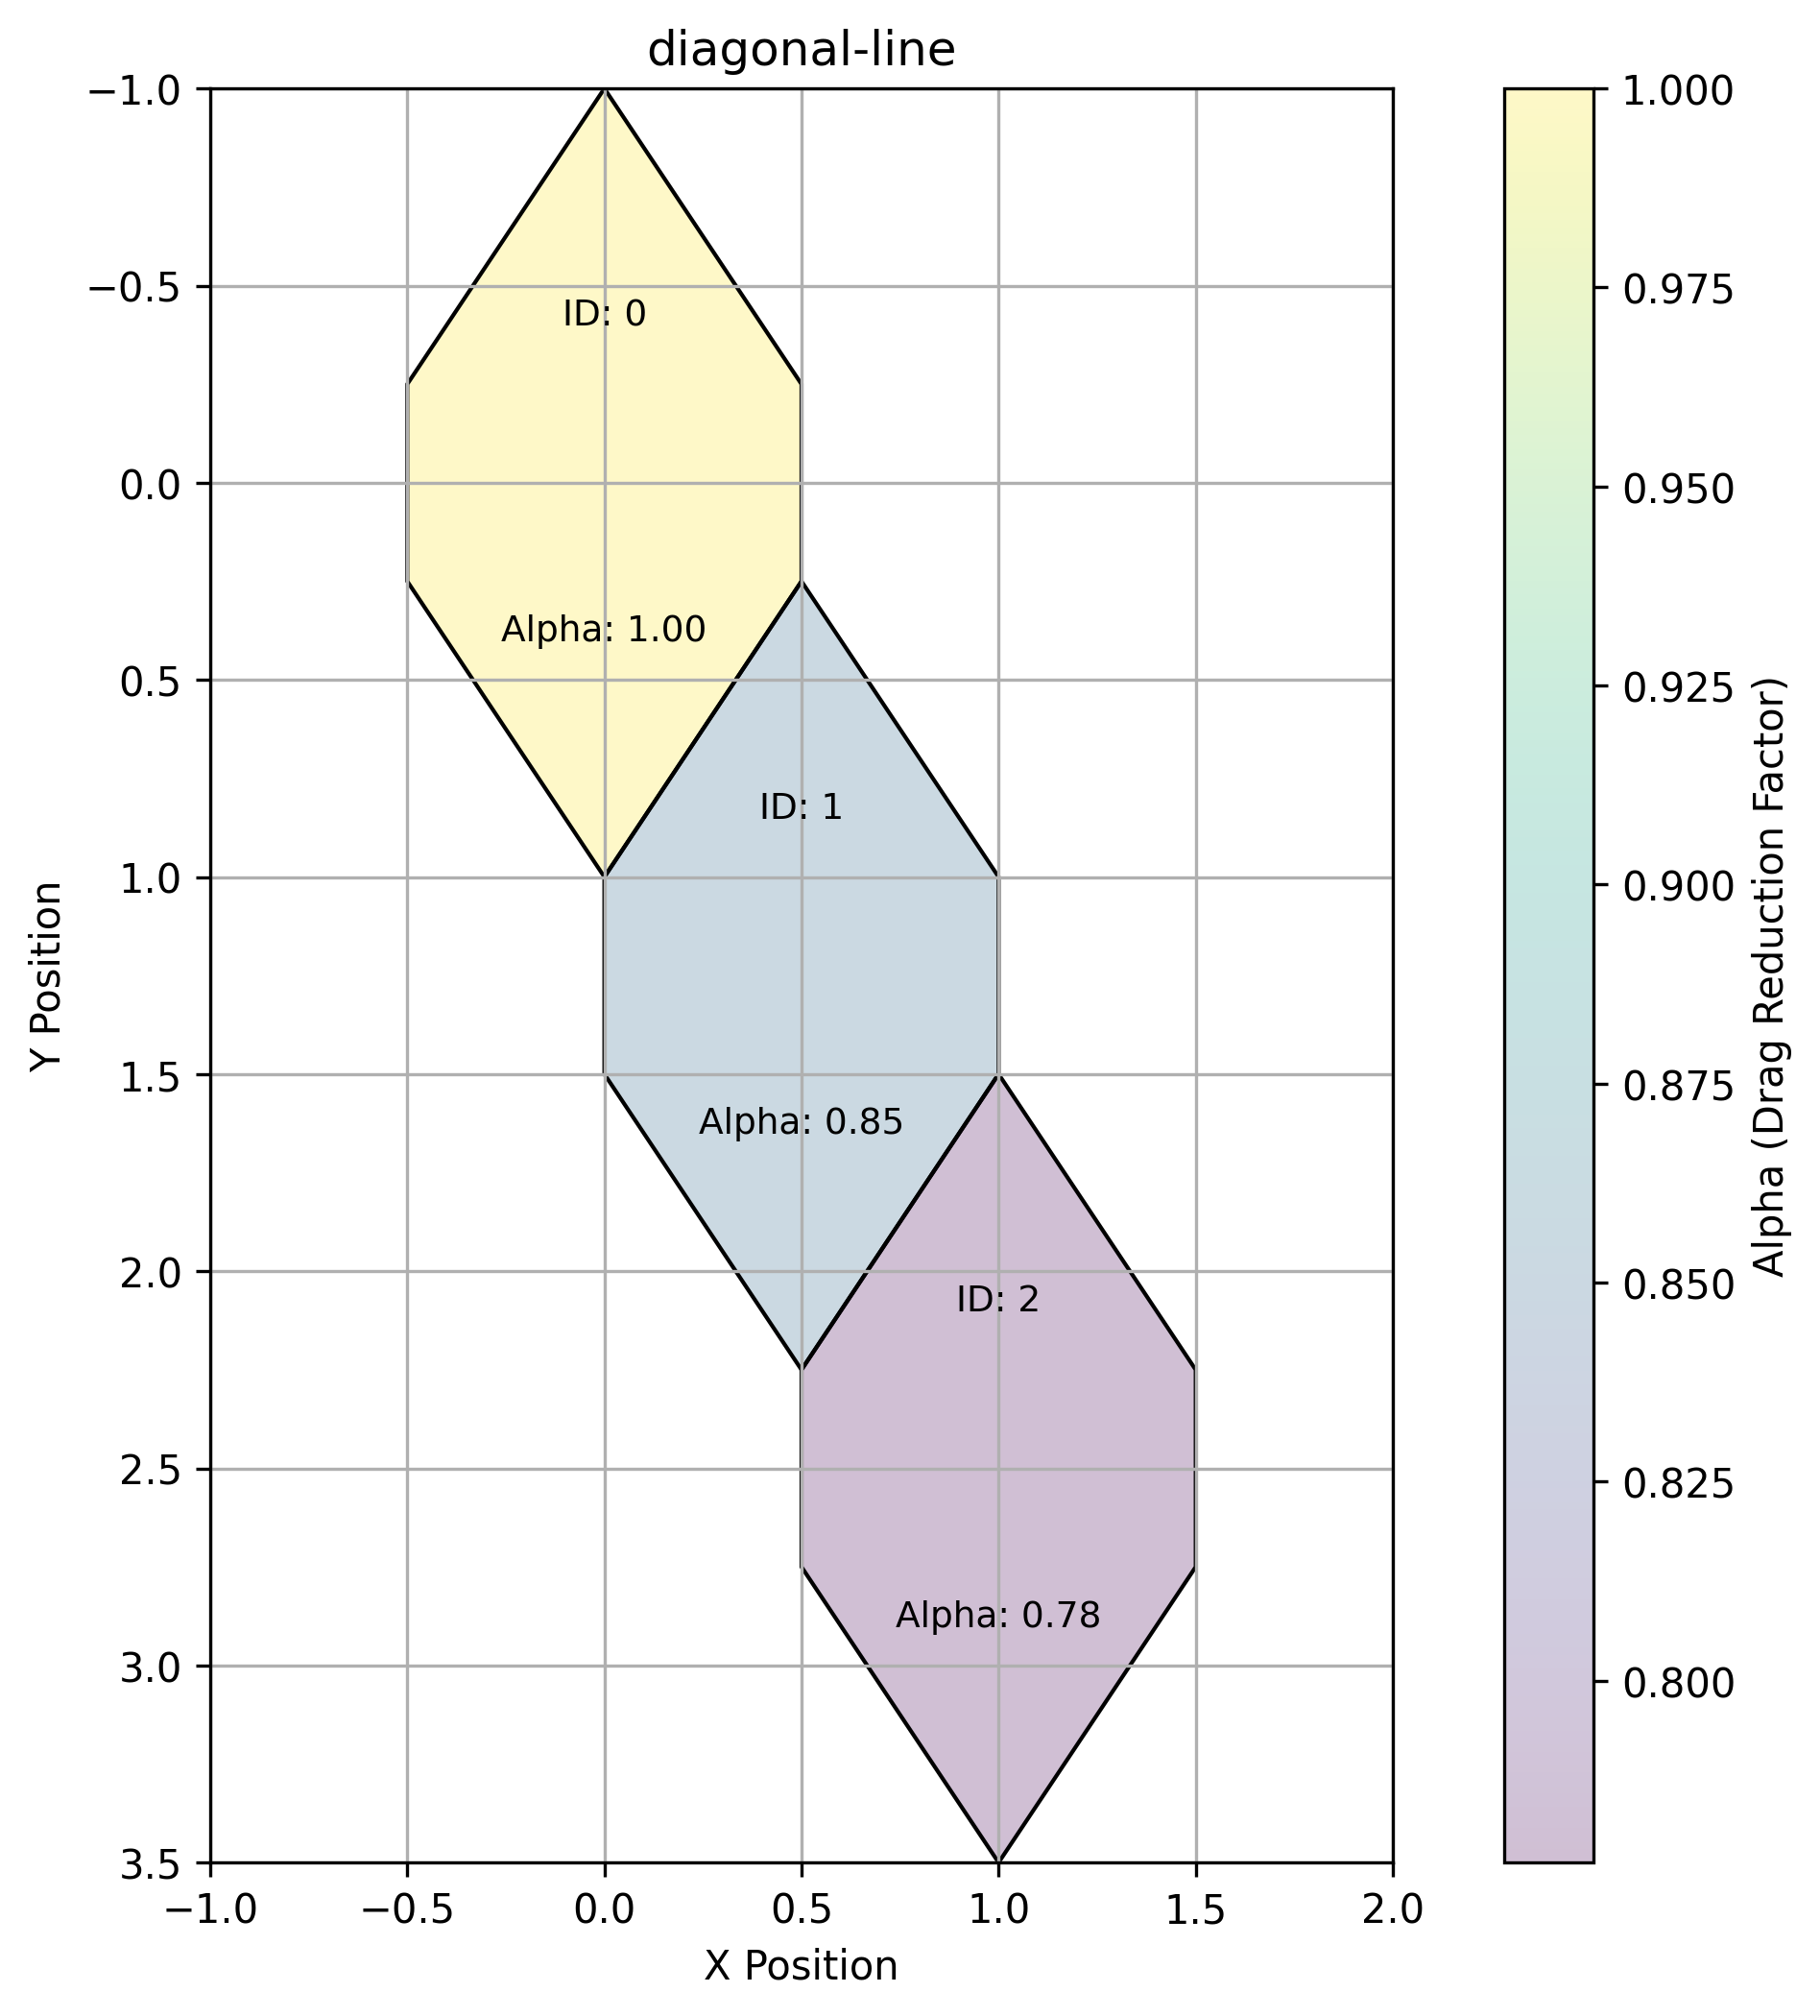 diagonal-line
−1.0
−0.5
0.0
0.5
1.0
1.5
2.0
2.5
3.0
3.5
Y Position
ID: 0
Alpha: 1.00
ID: 1
Alpha: 0.85
ID: 2
Alpha: 0.78
−1.0
−0.5
0.0
0.5
1.0
1.5
2.0
X Position
1.000
0.975
0.950
0.925
0.900
0.875
0.850
0.825
0.800
Alpha (Drag Reduction Factor)